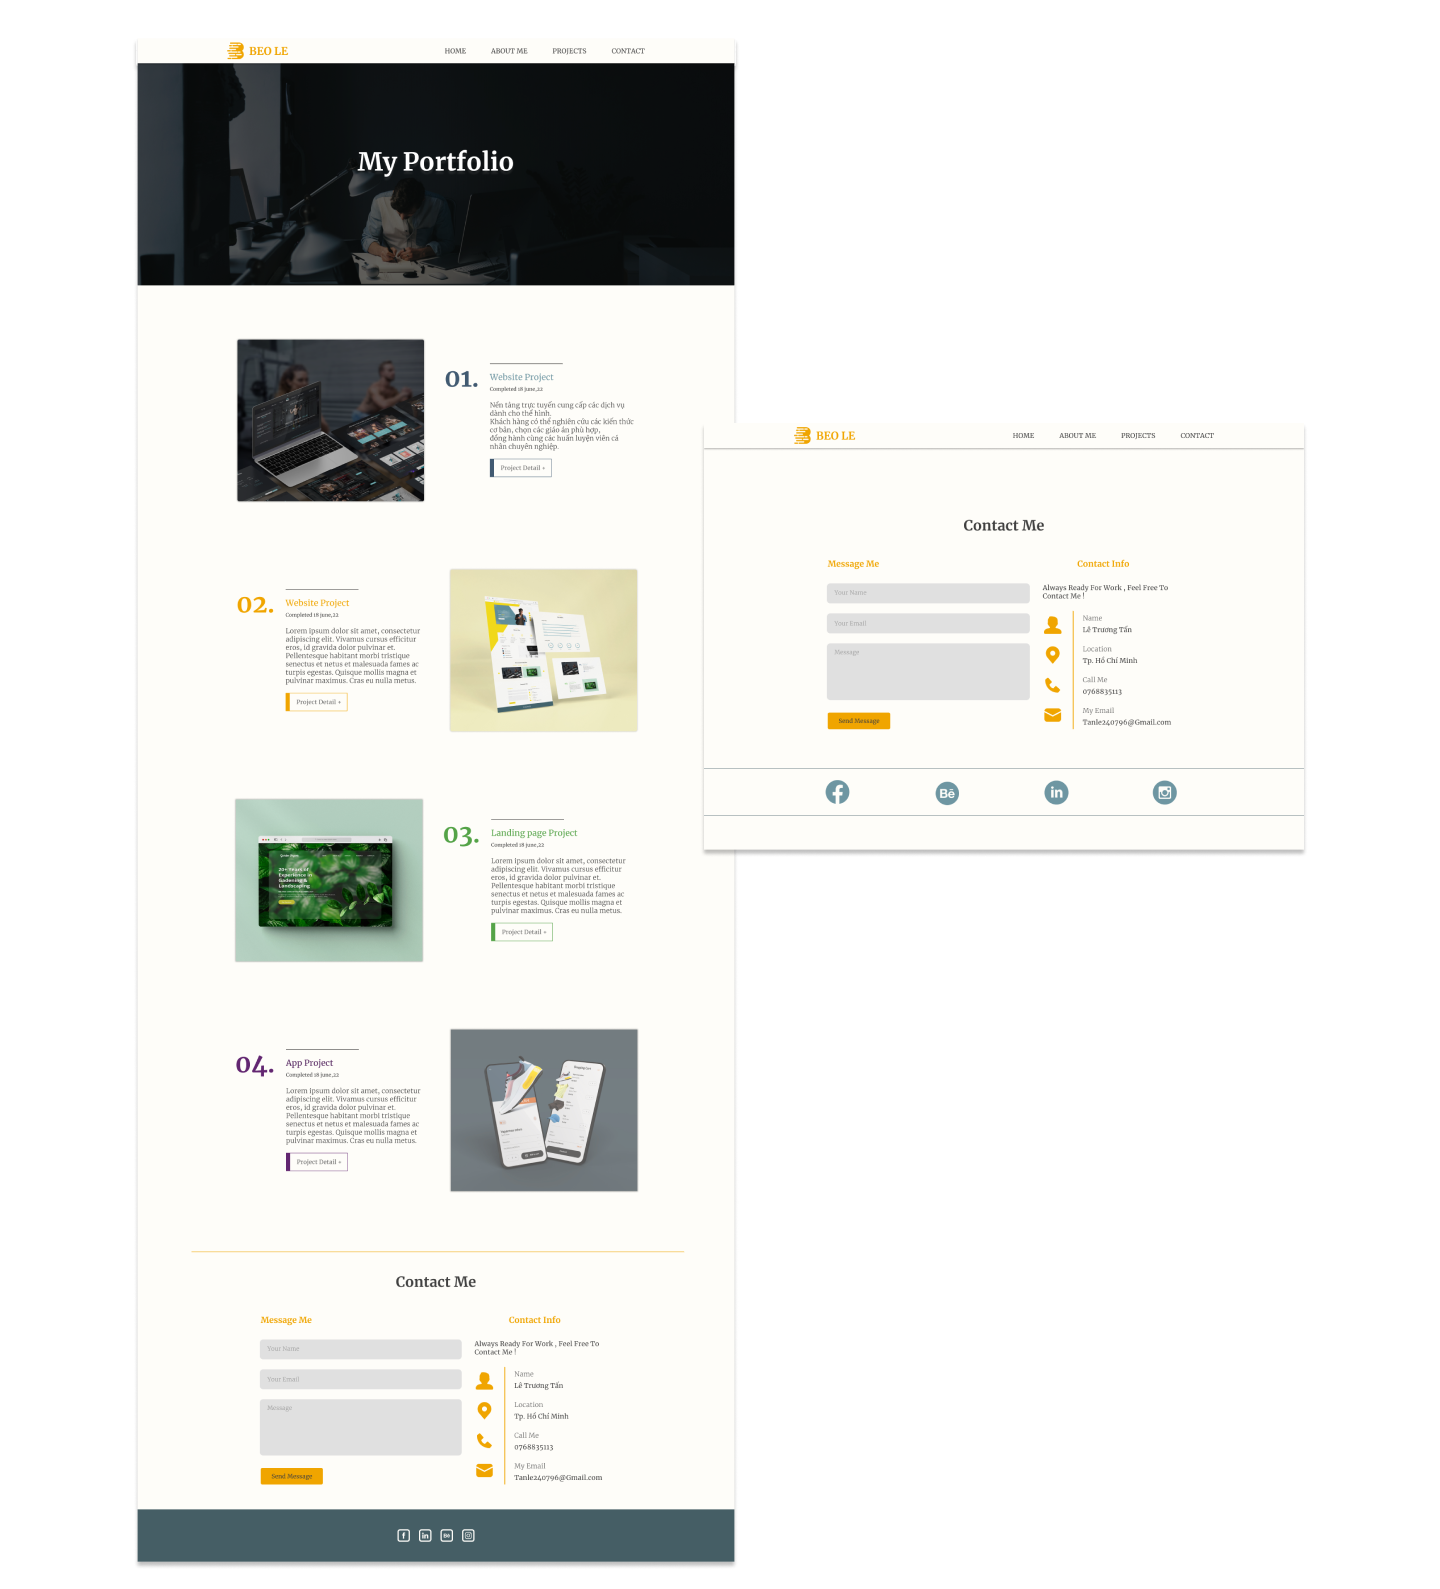 BEO LE
HOME ABOUT ME PROJECTS CONTACT
My Portfolio
01.
Website Project
Completed 18 June,22
Nền tảng trực tuyến cung cấp các dịch vụ
dành cho thể hình.
Khách hàng có thể nghiên cứu các kiến thức
cơ bản, chọn các giáo án phù hợp,
đồng hành cùng các huấn luyện viên cá
nhân chuyên nghiệp.
Project Detail +
02.
Website Project
Completed 18 June,22
Lorem ipsum dolor sit amet, consectetur
adipiscing elit. Vivamus cursus efficitur
eros, id gravida dolor pulvinar et.
Pellentesque habitant morbi tristique
senectus et netus et malesuada fames ac
turpis egestas. Quisque mollis magna et
pulvinar maximus. Cras eu nulla metus.
Project Detail +
03.
Landing page Project
Completed 18 June,22
Lorem ipsum dolor sit amet, consectetur
adipiscing elit. Vivamus cursus efficitur
eros, id gravida dolor pulvinar et.
Pellentesque habitant morbi tristique
senectus et netus et malesuada fames ac
turpis egestas. Quisque mollis magna et
pulvinar maximus. Cras eu nulla metus.
Project Detail +
20+ Years of
Experience in
Gadening &
Landscaping
04.
App Project
Completed 18 June,22
Lorem ipsum dolor sit amet, consectetur
adipiscing elit. Vivamus cursus efficitur
eros, id gravida dolor pulvinar et.
Pellentesque habitant morbi tristique
senectus et netus et malesuada fames ac
turpis egestas. Quisque mollis magna et
pulvinar maximus. Cras eu nulla metus.
Project Detail +
Contact Me
Message Me
Your Name
Your Email
Message
Send Message
Contact Info
Always Ready For Work , Feel Free To
Contact Me !
Name
Lê Trương Tấn
Location
Tp. Hồ Chí Minh
Call Me
0768835113
My Email
Tanle240796@Gmail.com
f in Bē
BEO LE
HOME ABOUT ME PROJECTS CONTACT
Contact Me
Message Me
Your Name
Your Email
Message
Send Message
Contact Info
Always Ready For Work , Feel Free To
Contact Me !
Name
Lê Trương Tấn
Location
Tp. Hồ Chí Minh
Call Me
0768835113
My Email
Tanle240796@Gmail.com
f Bē in